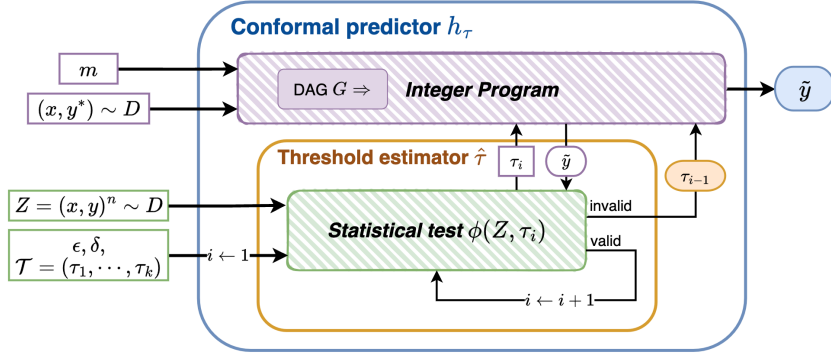 Conformal predictor h_τ
m
(x, y*) ∼ D
DAG G ⇒
Integer Program
ỹ
Threshold estimator τ̂
τ_i
ỹ
τ_{i−1}
Z = (x, y)^n ∼ D
Statistical test ϕ(Z, τ_i)
invalid
valid
ϵ, δ,
𝒯 = (τ_1, ⋯, τ_k)
i ← 1
i ← i + 1